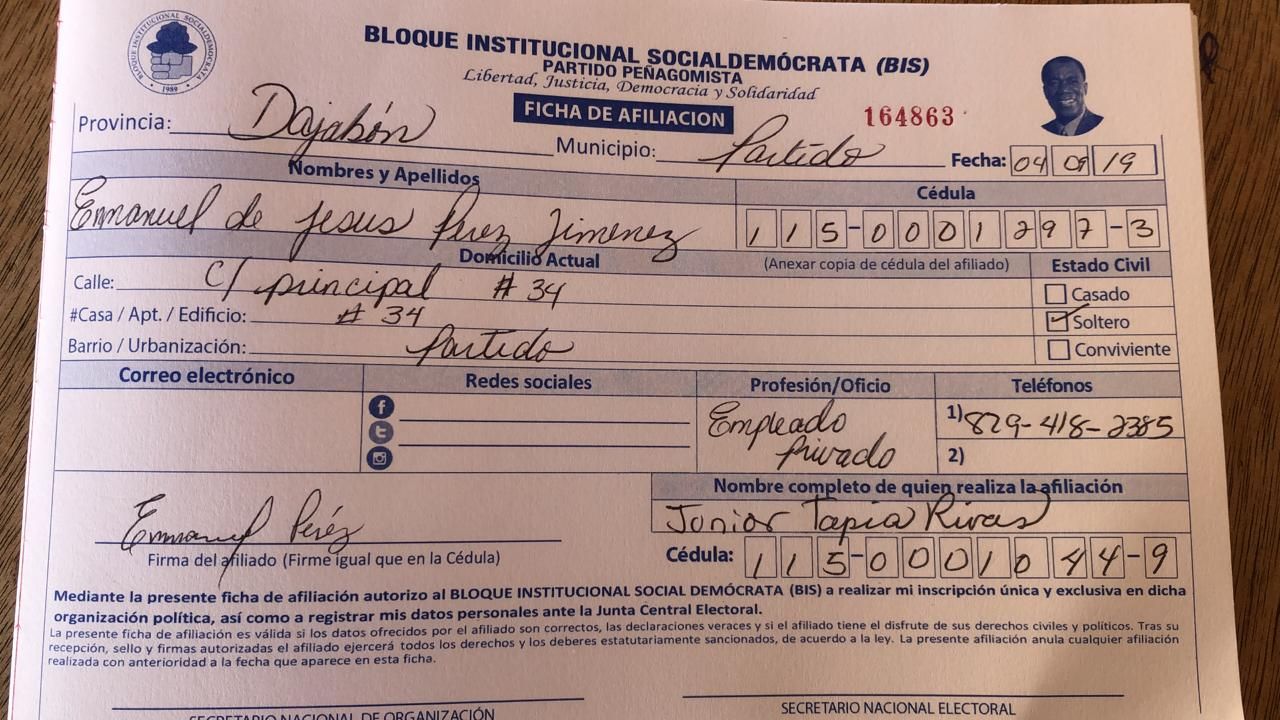 BLOQUE INSTITUCIONAL SOCIALDEMÓCRATA
1989
BLOQUE INSTITUCIONAL SOCIALDEMÓCRATA (BIS)
PARTIDO PEÑAGOMISTA
Libertad, Justicia, Democracia y Solidaridad
FICHA DE AFILIACION
164863
Provincia: Dajabón Municipio: Partido Fecha: 04 09 19
Nombres y Apellidos
Cédula
Enmanuel de Jesus Perez Jimenez
115-0001297-3
Domicilio Actual
(Anexar copia de cédula del afiliado)
Estado Civil
Calle: C/ principal # 34
Casado
#Casa / Apt. / Edificio: # 34
Soltero
Barrio / Urbanización: Partido
Conviviente
Correo electrónico
Redes sociales
Profesión/Oficio
Teléfonos
Empleado
privado
1) 829-418-2385
2)
Nombre completo de quien realiza la afiliación
Junior Tapia Rivas
Enmanuel Peréz
Firma del afiliado (Firme igual que en la Cédula)
Cédula: 115-0001044-9
Mediante la presente ficha de afiliación autorizo al BLOQUE INSTITUCIONAL SOCIAL DEMÓCRATA (BIS) a realizar mi inscripción única y exclusiva en dicha
organización política, así como a registrar mis datos personales ante la Junta Central Electoral.
La presente ficha de afiliación es válida si los datos ofrecidos por el afiliado son correctos, las declaraciones veraces y si el afiliado tiene el disfrute de sus derechos civiles y políticos. Tras su
recepción, sello y firmas autorizadas el afiliado ejercerá todos los derechos y los deberes estatutariamente sancionados, de acuerdo a la ley. La presente afiliación anula cualquier afiliación
realizada con anterioridad a la fecha que aparece en esta ficha.
SECRETARIO NACIONAL DE ORGANIZACIÓN
SECRETARIO NACIONAL ELECTORAL